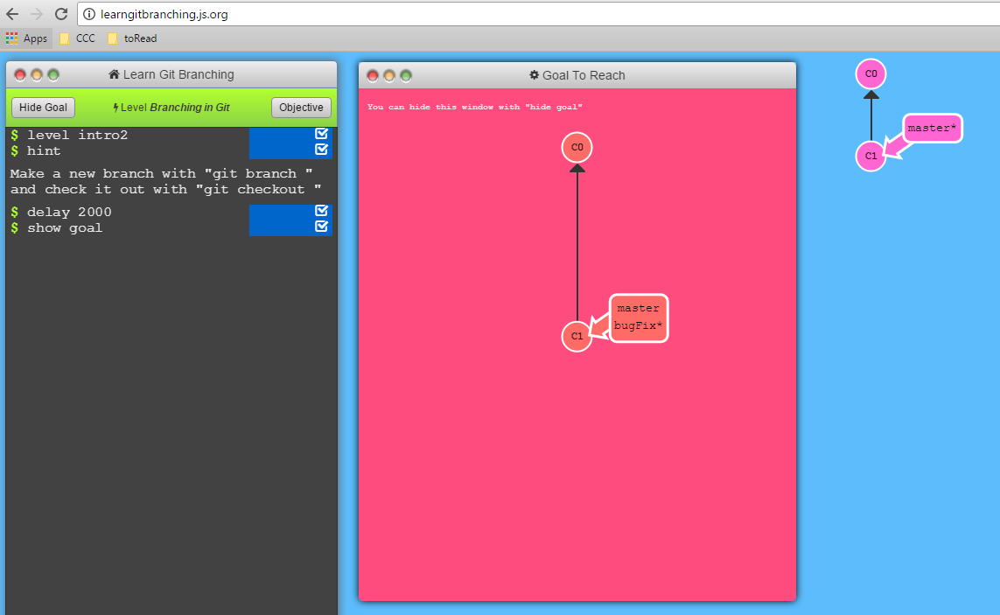 learngitbranching.js.org
Apps CCC toRead
Learn Git Branching
Hide Goal Level Branching in Git Objective
$ level intro2
$ hint
Make a new branch with "git branch "
and check it out with "git checkout "
$ delay 2000
$ show goal
Goal To Reach
You can hide this window with "hide goal"
C0
C1
master
bugFix*
C0
master*
C1